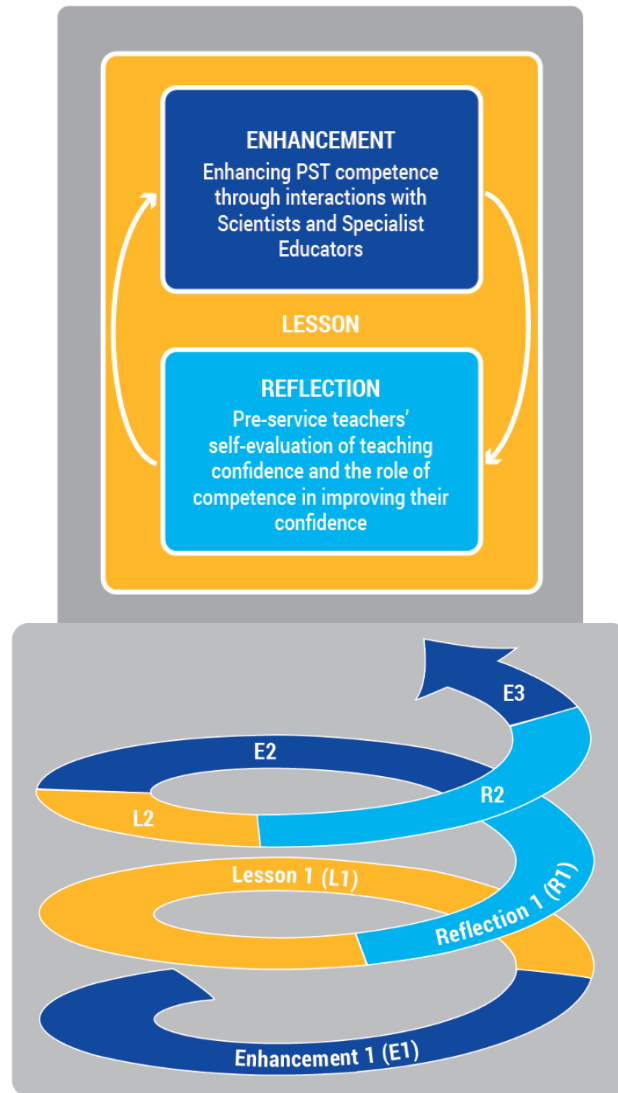 ENHANCEMENT
Enhancing PST competence
through interactions with
Scientists and Specialist
Educators
LESSON
REFLECTION
Pre-service teachers'
self-evaluation of teaching
confidence and the role of
competence in improving their
confidence
E3
E2
R2
L2
Lesson 1 (L1)
Reflection 1 (R1)
Enhancement 1 (E1)